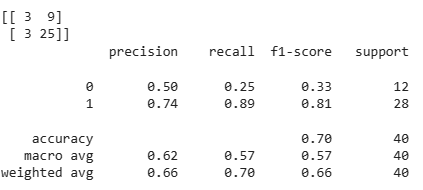 [[ 3  9]
 [ 3 25]]
              precision    recall  f1-score   support

           0       0.50      0.25      0.33        12
           1       0.74      0.89      0.81        28

    accuracy                           0.70        40
   macro avg       0.62      0.57      0.57        40
weighted avg       0.66      0.70      0.66        40